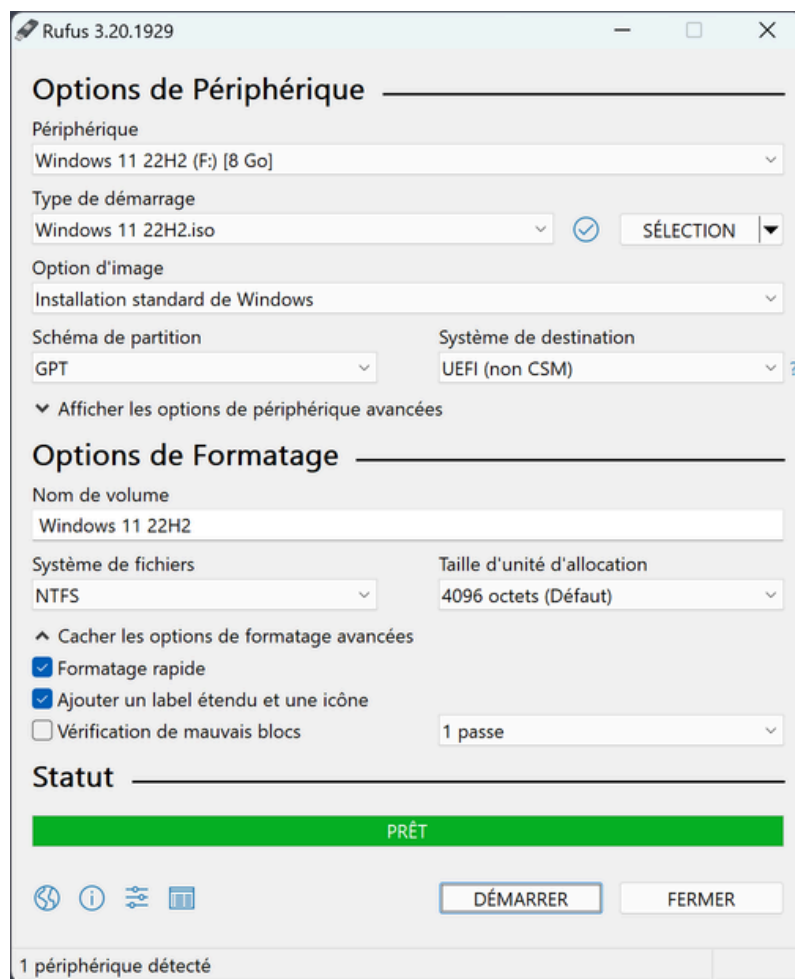 Rufus 3.20.1929
Options de Périphérique
Périphérique
Windows 11 22H2 (F:) [8 Go]
Type de démarrage
Windows 11 22H2.iso
SÉLECTION
Option d'image
Installation standard de Windows
Schéma de partition
Système de destination
GPT
UEFI (non CSM)
?
Afficher les options de périphérique avancées
Options de Formatage
Nom de volume
Windows 11 22H2
Système de fichiers
Taille d'unité d'allocation
NTFS
4096 octets (Défaut)
Cacher les options de formatage avancées
Formatage rapide
Ajouter un label étendu et une icône
Vérification de mauvais blocs
1 passe
Statut
PRÊT
DÉMARRER
FERMER
1 périphérique détecté